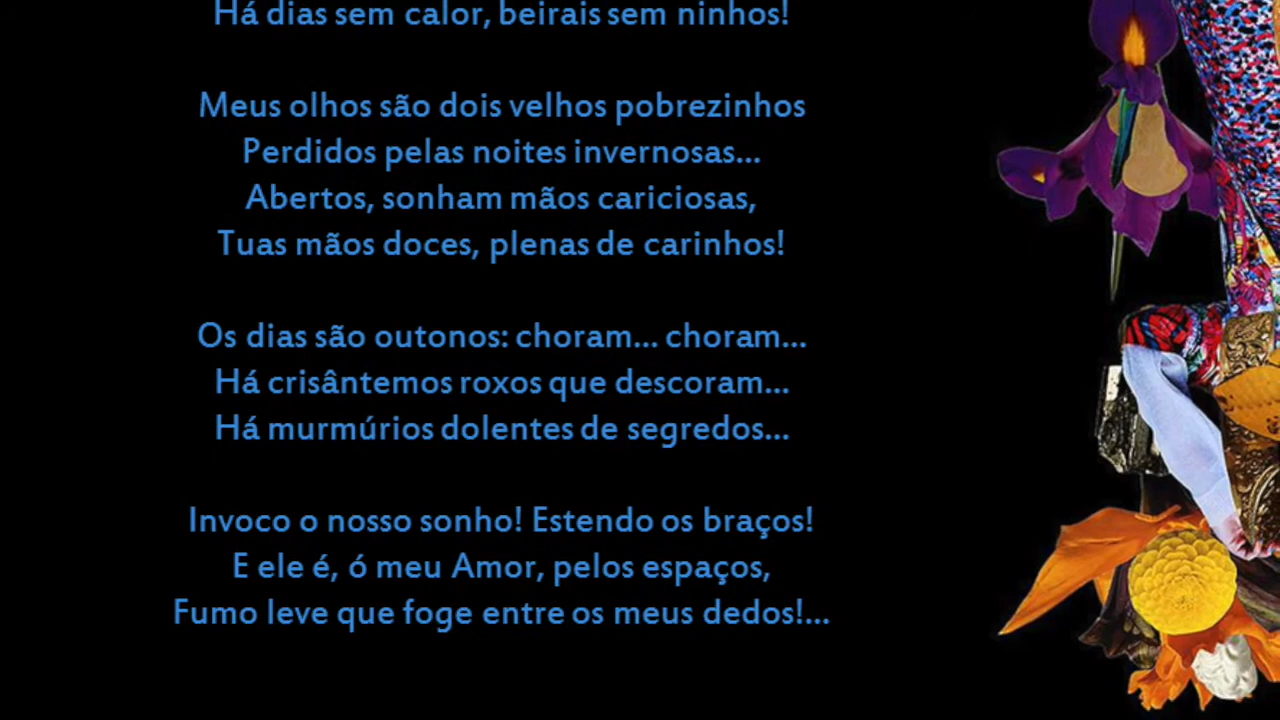 Há dias sem calor, beirais sem ninhos!
Meus olhos são dois velhos pobrezinhos
Perdidos pelas noites invernosas...
Abertos, sonham mãos cariciosas,
Tuas mãos doces, plenas de carinhos!
Os dias são outonos: choram... choram...
Há crisântemos roxos que descoram...
Há murmúrios dolentes de segredos...
Invoco o nosso sonho! Estendo os braços!
E ele é, ó meu Amor, pelos espaços,
Fumo leve que foge entre os meus dedos!...